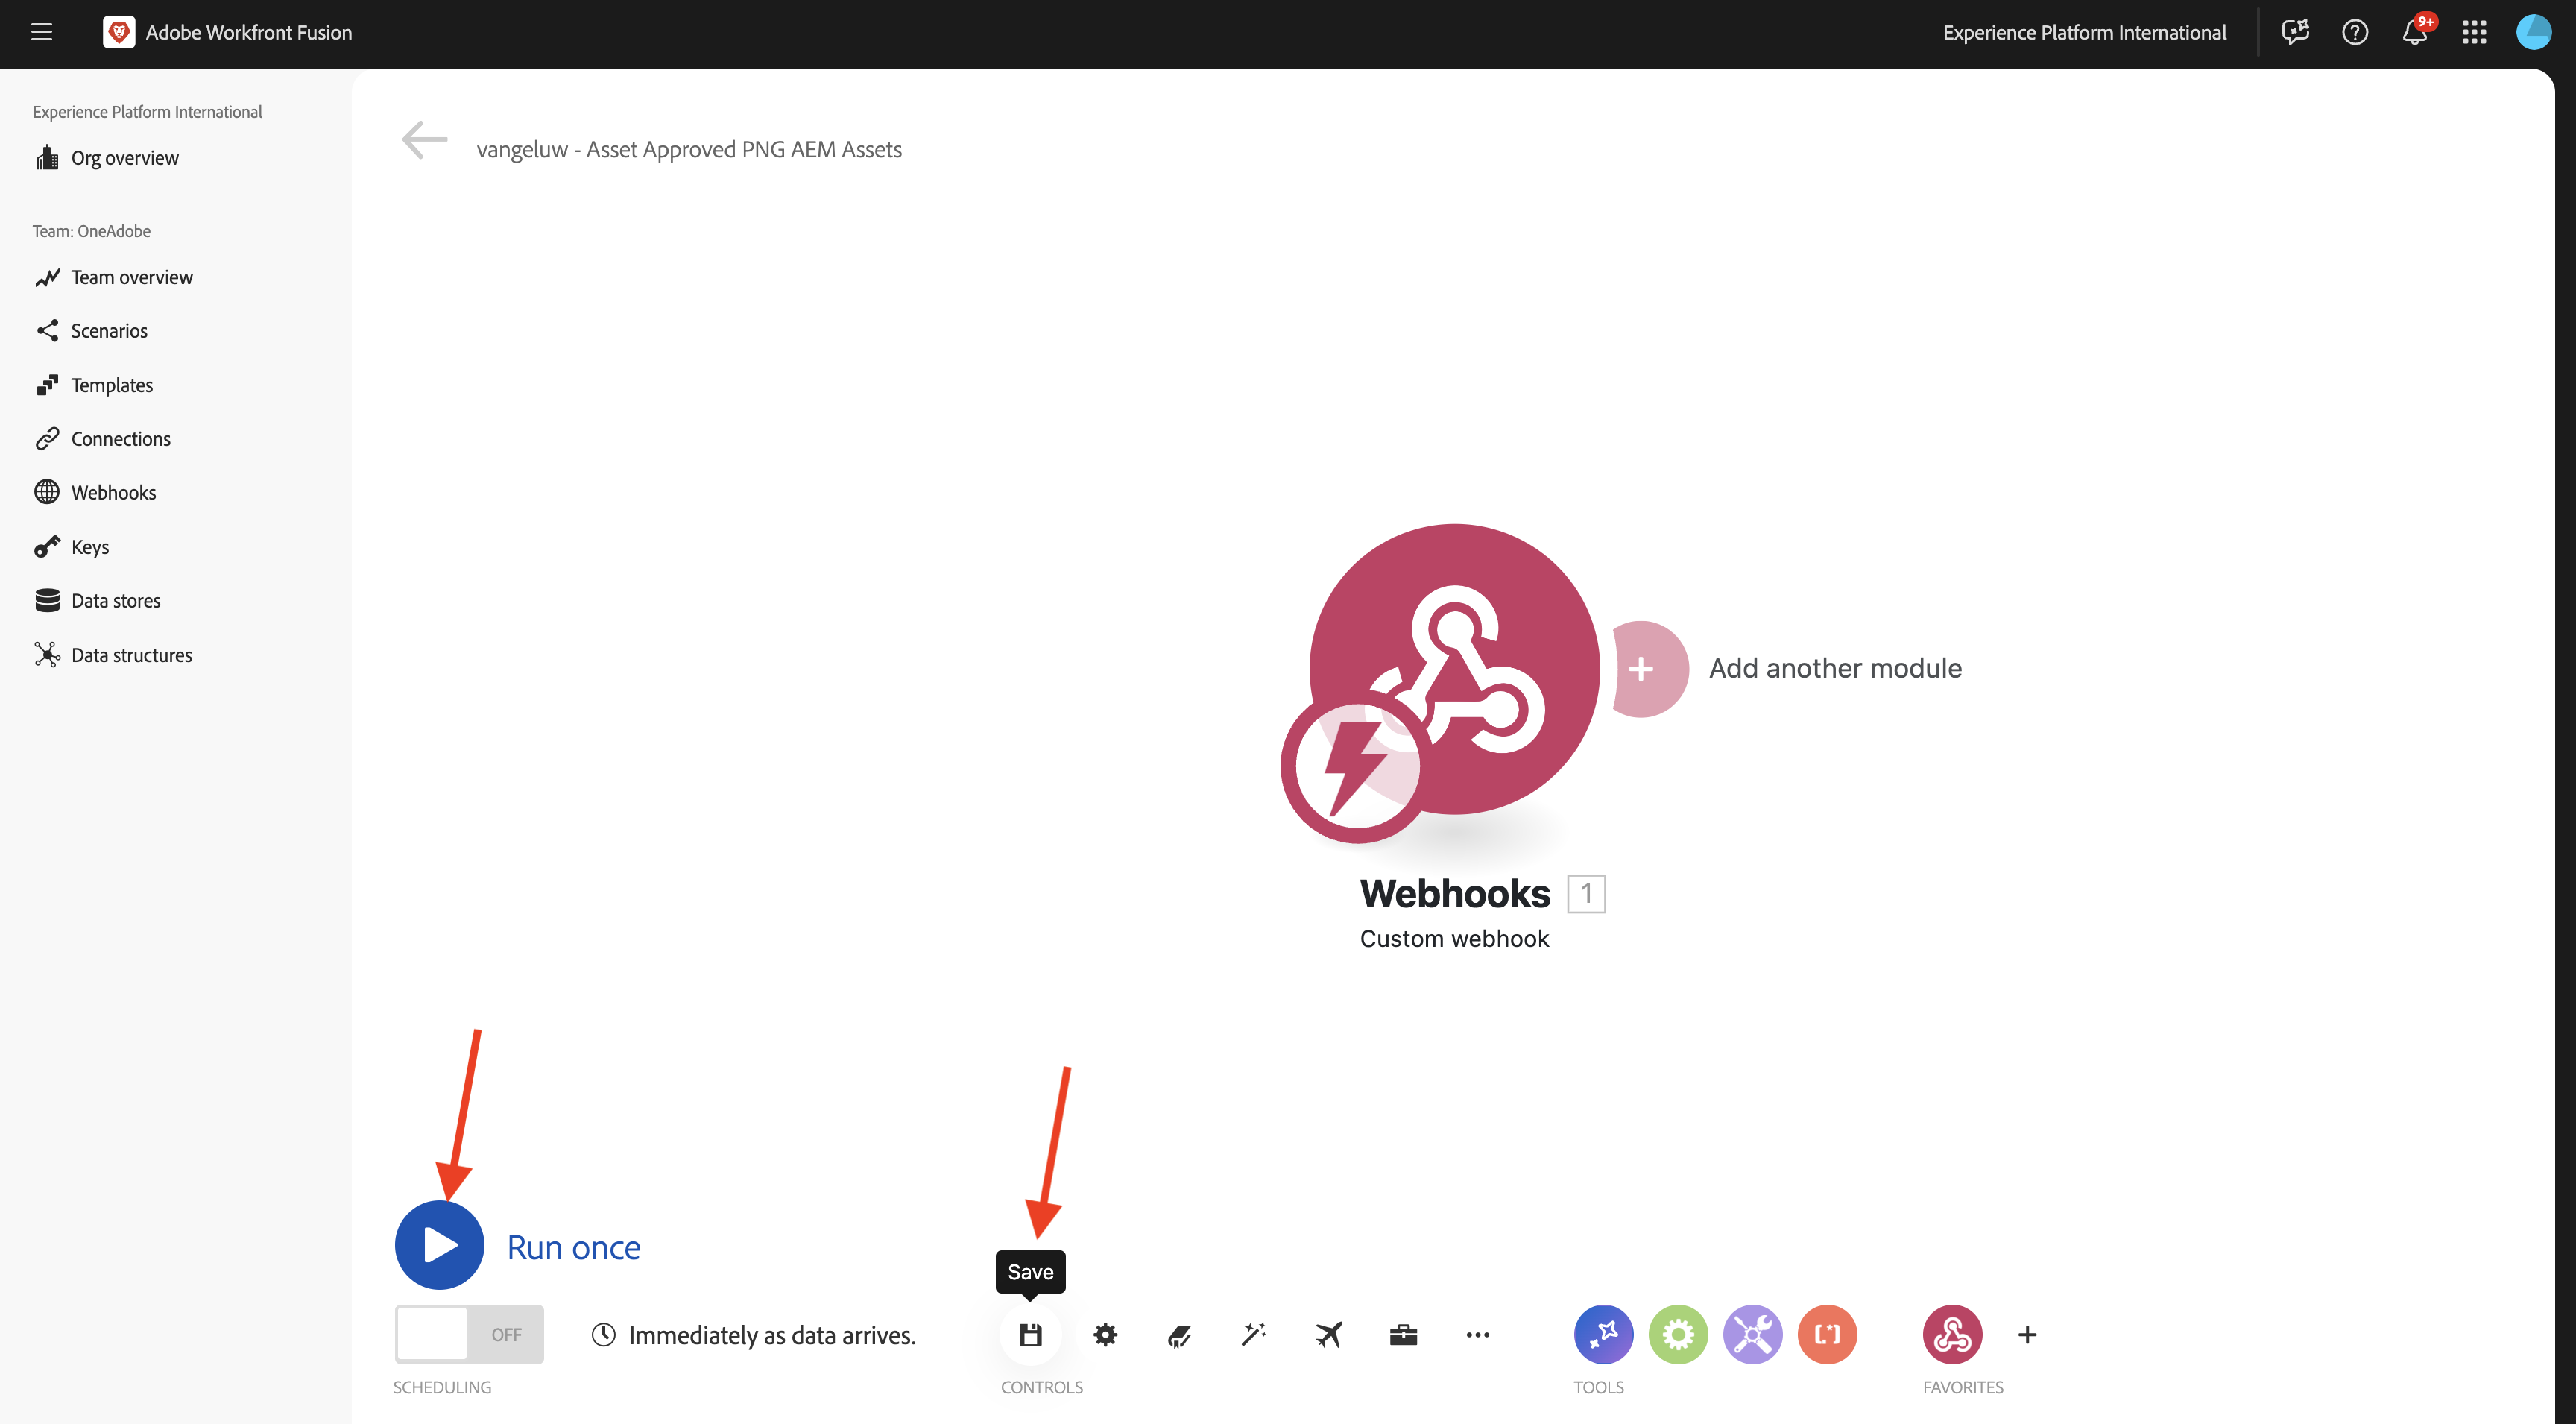 Adobe Workfront Fusion
Experience Platform International
9+
Experience Platform International
Org overview
Team: OneAdobe
Team overview
Scenarios
Templates
Connections
Webhooks
Keys
Data stores
Data structures
vangeluw - Asset Approved PNG AEM Assets
Add another module
Webhooks 1
Custom webhook
Run once
Save
OFF
Immediately as data arrives.
SCHEDULING
CONTROLS
TOOLS
FAVORITES